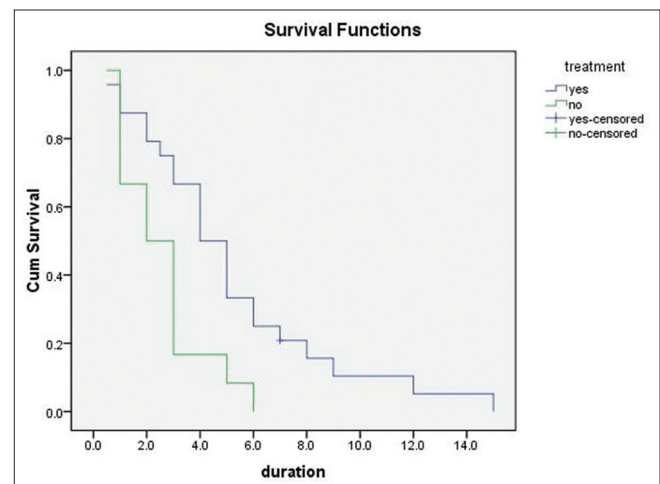 Survival Functions
treatment
yes
no
yes-censored
no-censored
Cum Survival
1.0
0.8
0.6
0.4
0.2
0.0
0.0 2.0 4.0 6.0 8.0 10.0 12.0 14.0
duration